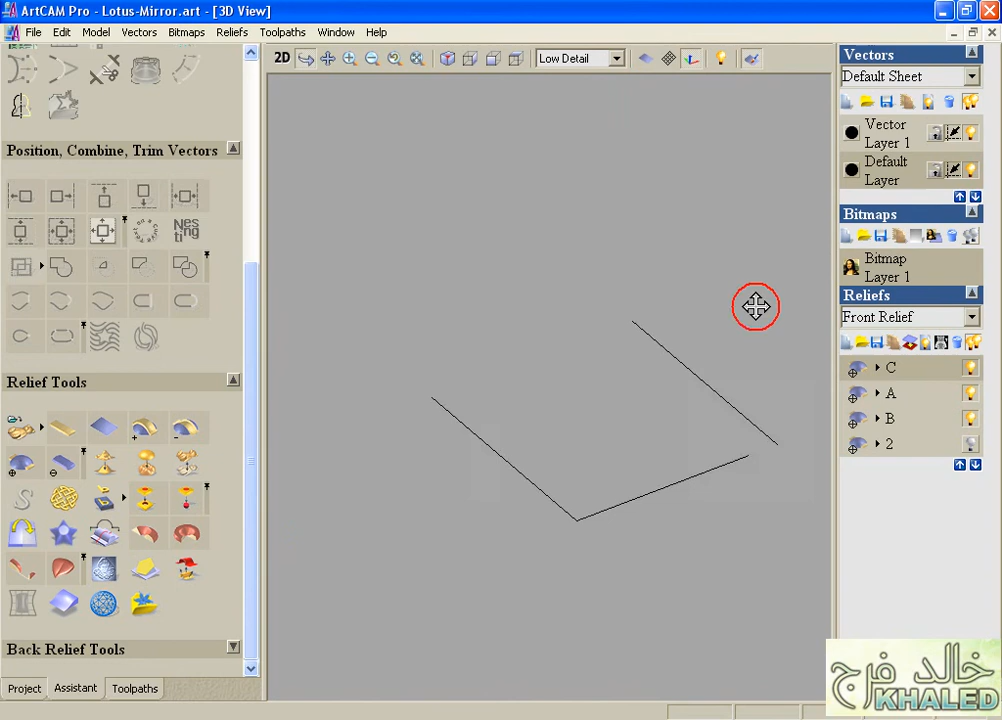 ArtCAM Pro - Lotus-Mirror.art - [3D View]
File Edit Model Vectors Bitmaps Reliefs Toolpaths Window Help
2D Low Detail
Position, Combine, Trim Vectors
Nes
ting
Relief Tools
Back Relief Tools
Project Assistant Toolpaths
Vectors
Default Sheet
Vector
Layer 1
Default
Layer
Bitmaps
Bitmap
Layer 1
Reliefs
Front Relief
C
A
B
2
خالد فرج
KHALED